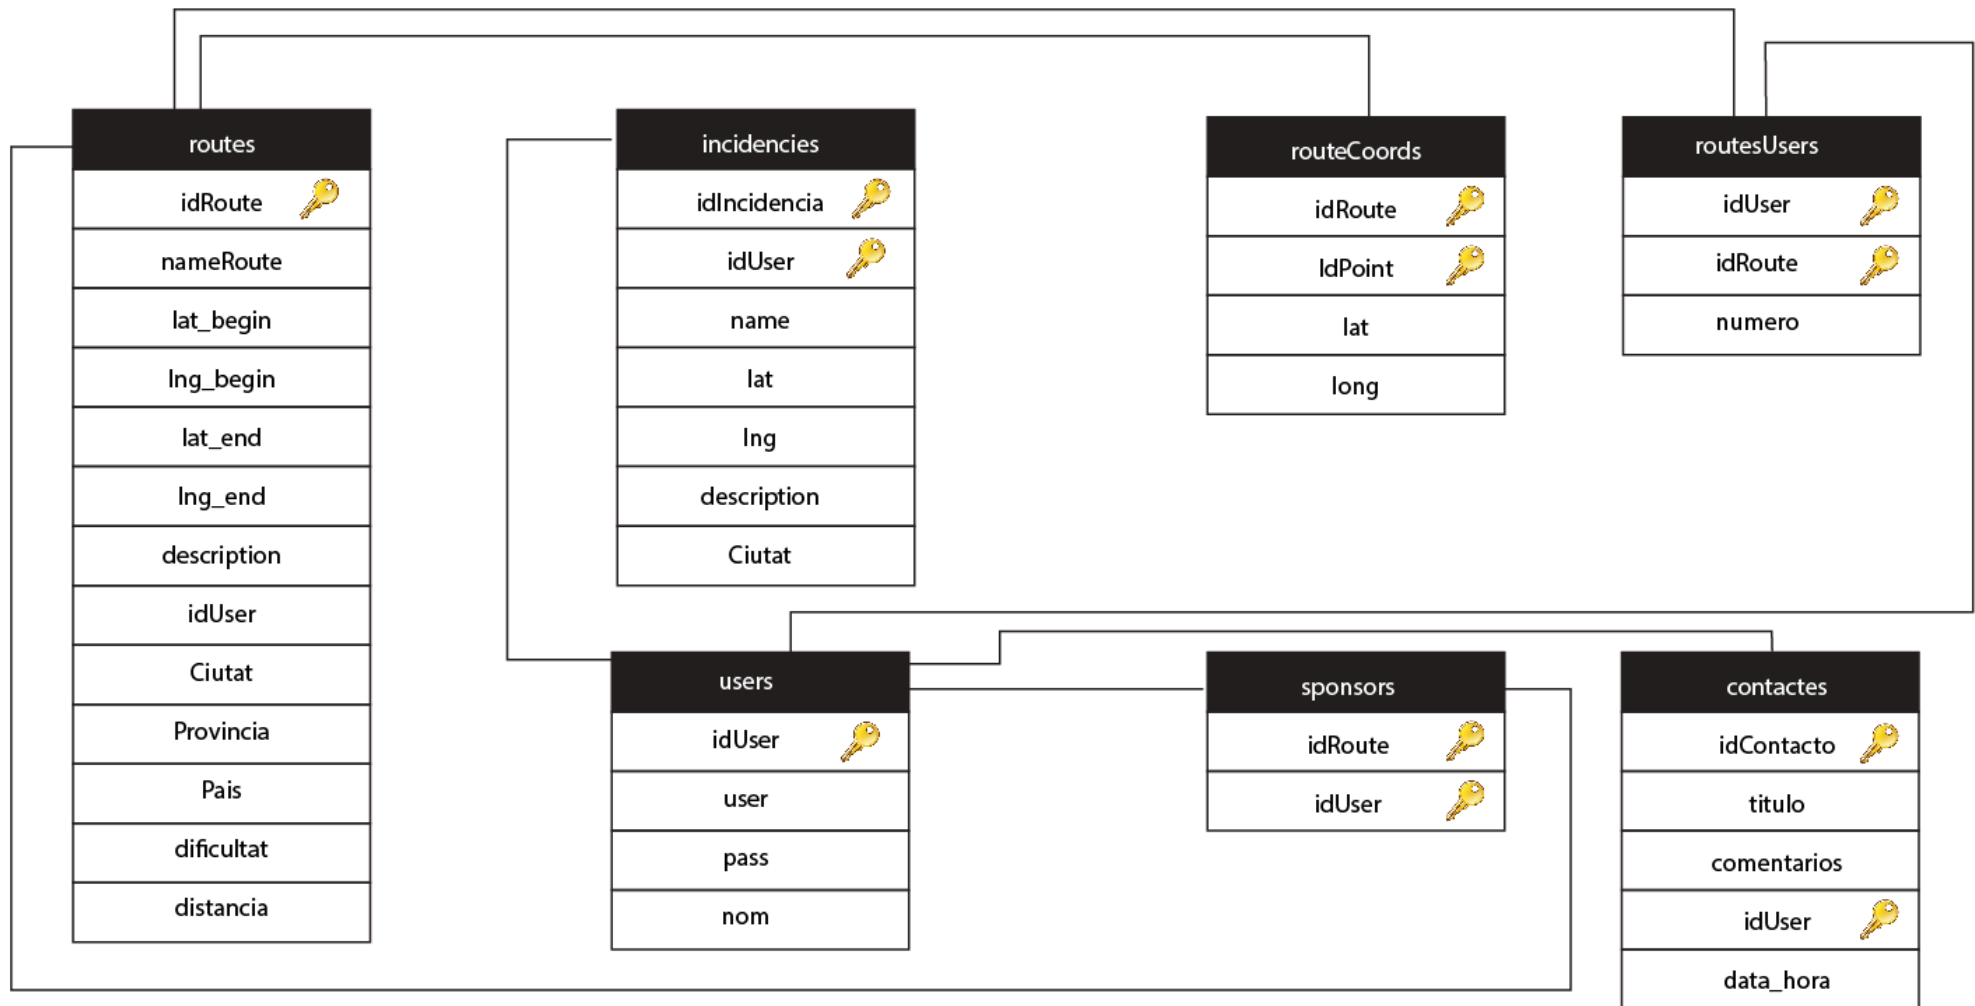 routes
idRoute
nameRoute
lat_begin
lng_begin
lat_end
lng_end
description
idUser
Ciutat
Provincia
Pais
dificultat
distancia
incidencies
idIncidencia
idUser
name
lat
lng
description
Ciutat
routeCoords
idRoute
IdPoint
lat
long
routesUsers
idUser
idRoute
numero
users
idUser
user
pass
nom
sponsors
idRoute
idUser
contactes
idContacto
titulo
comentarios
idUser
data_hora